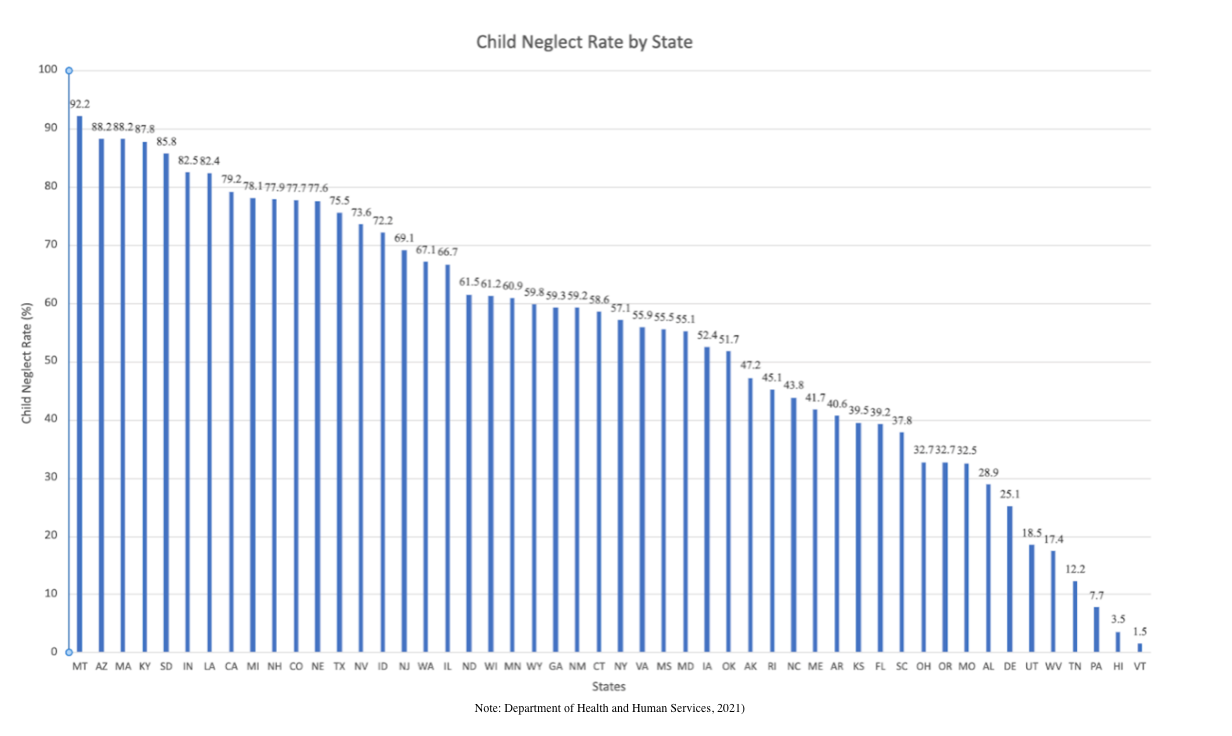 Child Neglect Rate by State
100
90
80
70
60
50
40
30
20
10
0
Child Neglect Rate (%)
92.2 88.2 88.2 87.8 85.8 82.5 82.4 79.2 78.1 77.9 77.7 77.6 75.5 73.6 72.2 69.1 67.1 66.7 61.5 61.2 60.9 59.8 59.3 59.2 58.6 57.1 55.9 55.5 55.1 52.4 51.7 47.2 45.1 43.8 41.7 40.6 39.5 39.2 37.8 32.7 32.7 32.5 28.9 25.1 18.5 17.4 12.2 7.7 3.5 1.5
MT AZ MA KY SD IN LA CA MI NH CO NE TX NV ID NJ WA IL ND WI MN WY GA NM CT NY VA MS MD IA OK AK RI NC ME AR KS FL SC OH OR MO AL DE UT WV TN PA HI VT
States
Note: Department of Health and Human Services, 2021)